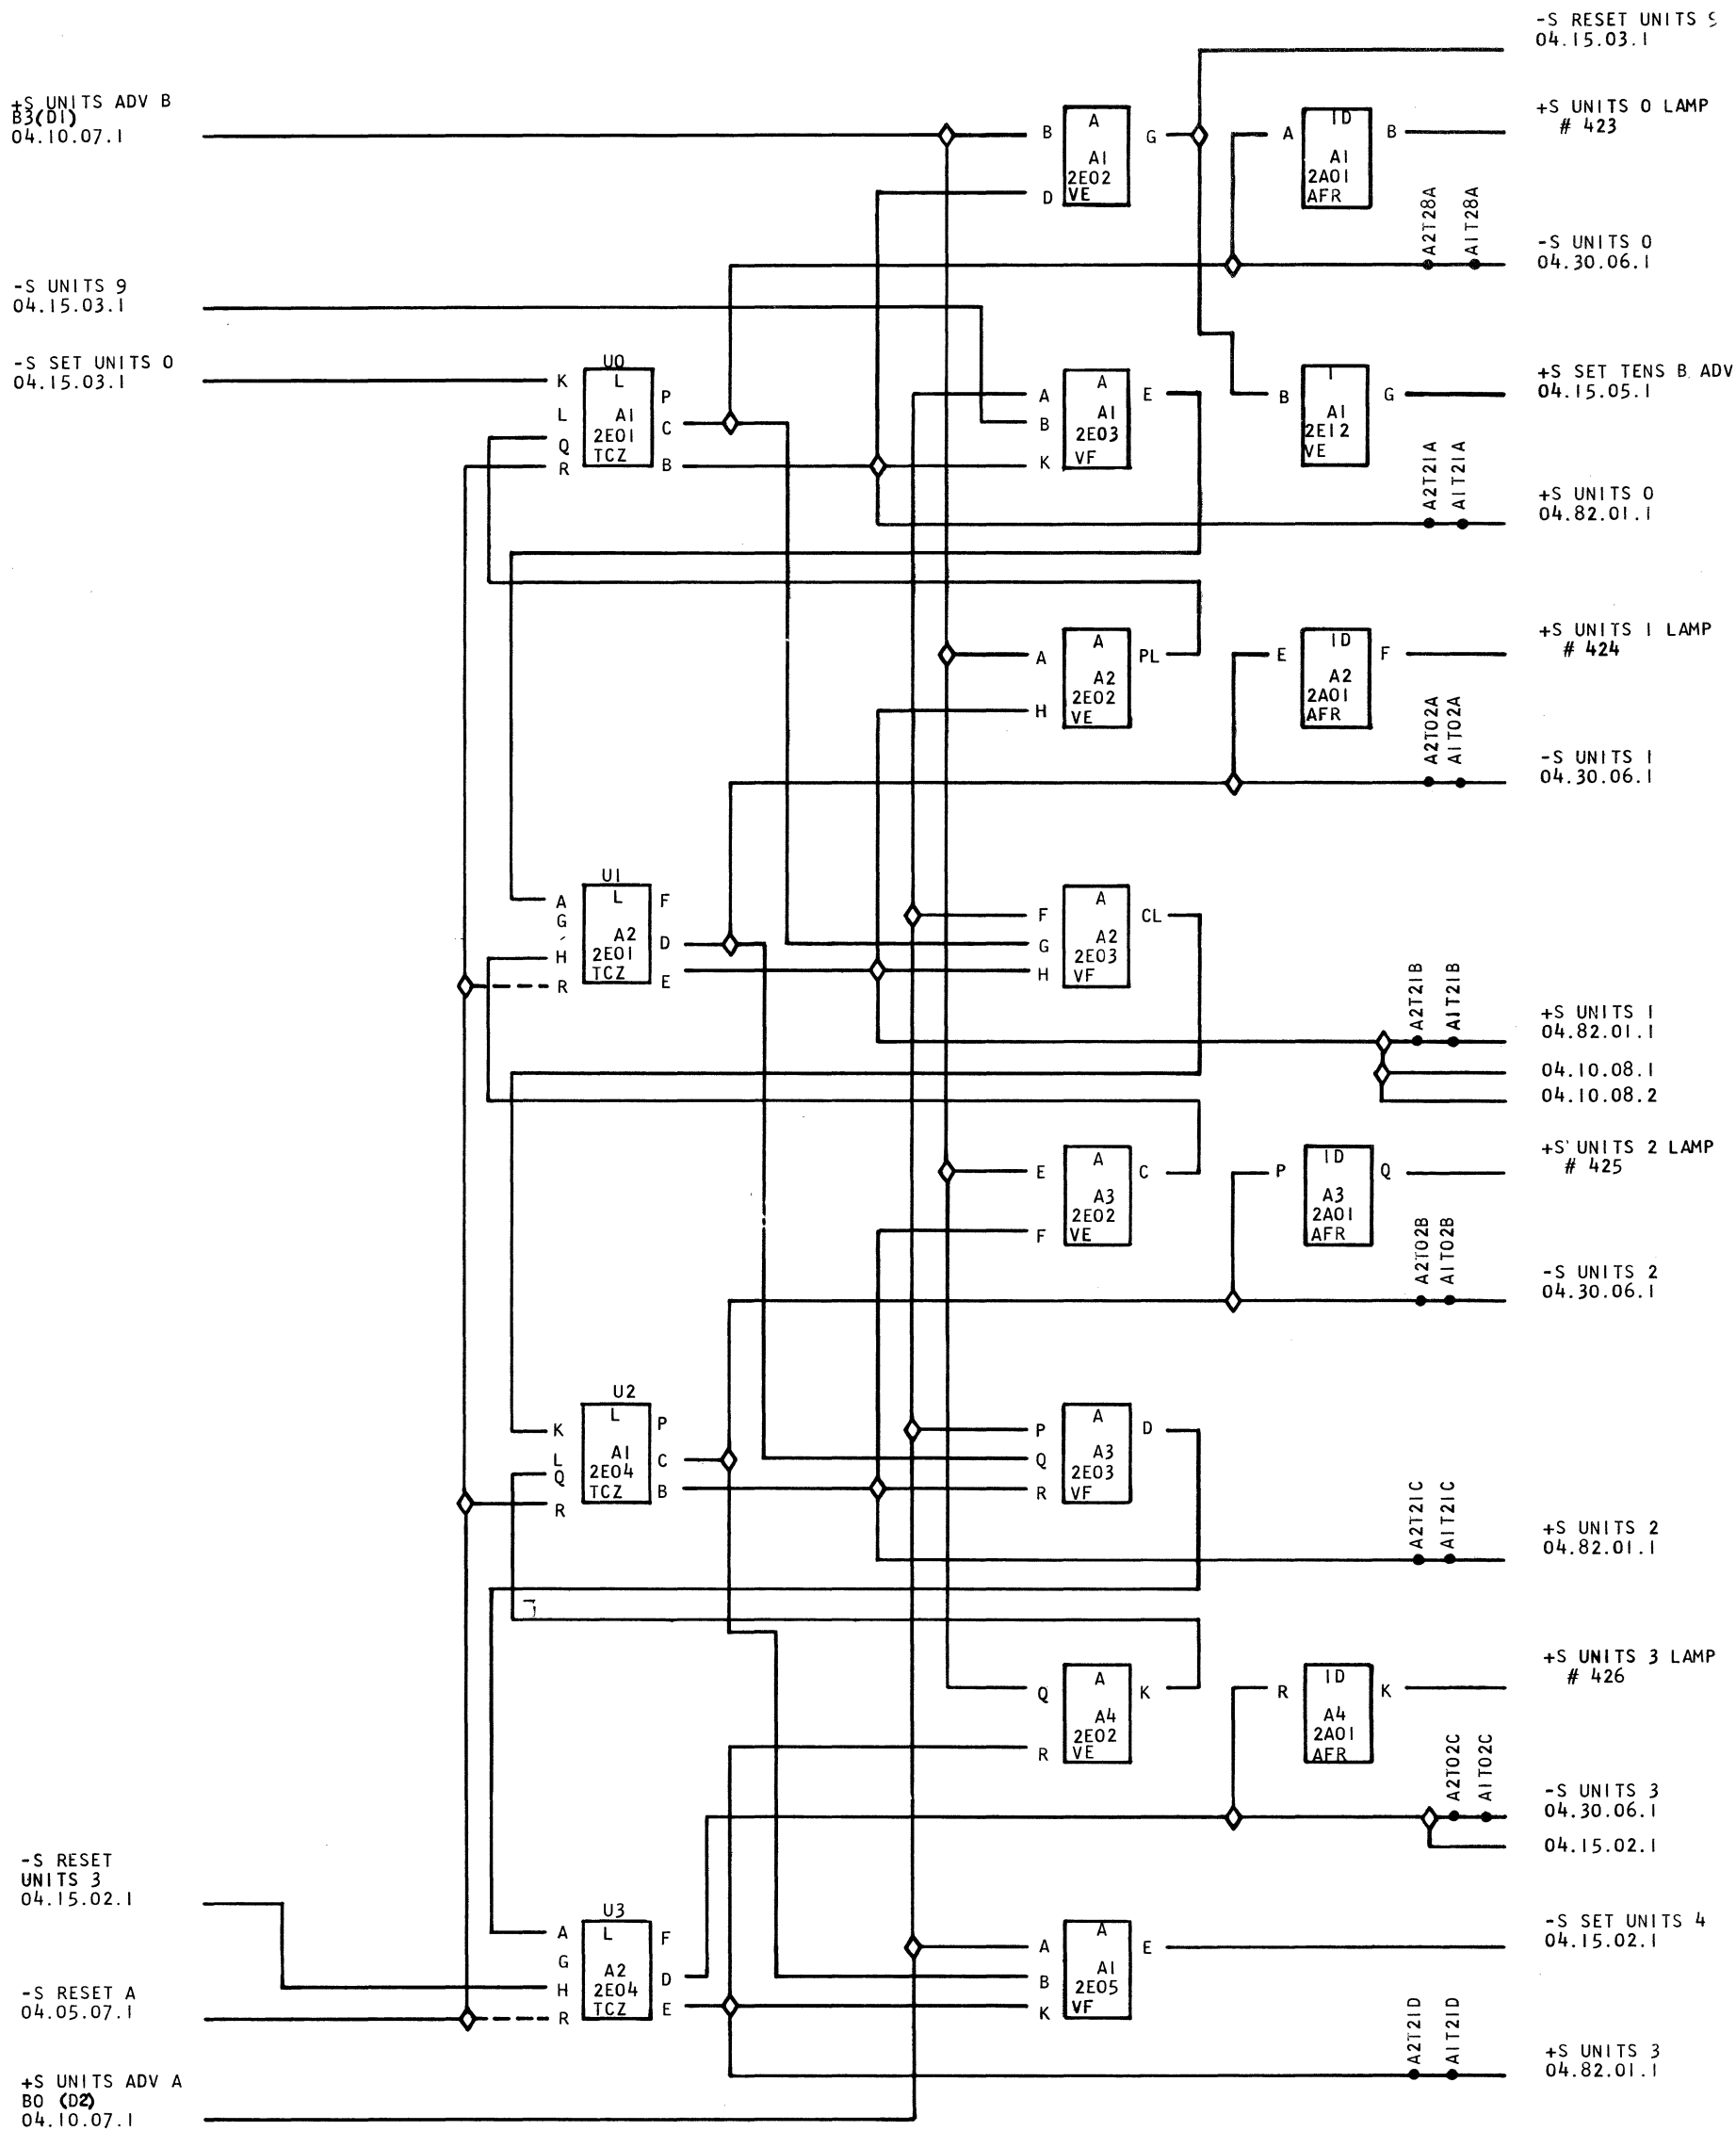 -S RESET UNITS 9
04.15.03.1
+S UNITS ADV B
B3(D1)
04.10.07.1
B
D
A
A1
2E02
VE
G
A
ID
A1
2A01
AFR
B
+S UNITS 0 LAMP
# 423
A2T28A
A1T28A
-S UNITS 0
04.30.06.1
-S UNITS 9
04.15.03.1
-S SET UNITS 0
04.15.03.1
U0
K
L
Q
R
L
A1
2E01
TCZ
P
C
B
A
B
K
A
A1
2E03
VF
E
B
I
A1
2E12
VE
G
+S SET TENS B ADV
04.15.05.1
A2T21A
A1T21A
+S UNITS 0
04.82.01.1
A
H
A
A2
2E02
VE
PL
E
ID
A2
2A01
AFR
F
+S UNITS 1 LAMP
# 424
A2T02A
A1T02A
-S UNITS 1
04.30.06.1
U1
A
G
H
R
L
A2
2E01
TCZ
F
D
E
F
G
H
A
A2
2E03
VF
CL
A2T21B
A1T21B
+S UNITS 1
04.82.01.1
04.10.08.1
04.10.08.2
E
F
A
A3
2E02
VE
C
P
ID
A3
2A01
AFR
Q
+S UNITS 2 LAMP
# 425
A2T02B
A1T02B
-S UNITS 2
04.30.06.1
U2
K
L
Q
R
L
A1
2E04
TCZ
P
C
B
P
Q
R
A
A3
2E03
VF
D
A2T21C
A1T21C
+S UNITS 2
04.82.01.1
Q
R
A
A4
2E02
VE
K
R
ID
A4
2A01
AFR
K
+S UNITS 3 LAMP
# 426
A2T02C
A1T02C
-S UNITS 3
04.30.06.1
04.15.02.1
-S RESET
UNITS 3
04.15.02.1
U3
A
G
H
R
L
A2
2E04
TCZ
F
D
E
A
B
K
A
A1
2E05
VF
E
-S SET UNITS 4
04.15.02.1
-S RESET A
04.05.07.1
A2T21D
A1T21D
+S UNITS 3
04.82.01.1
+S UNITS ADV A
B0 (D2)
04.10.07.1